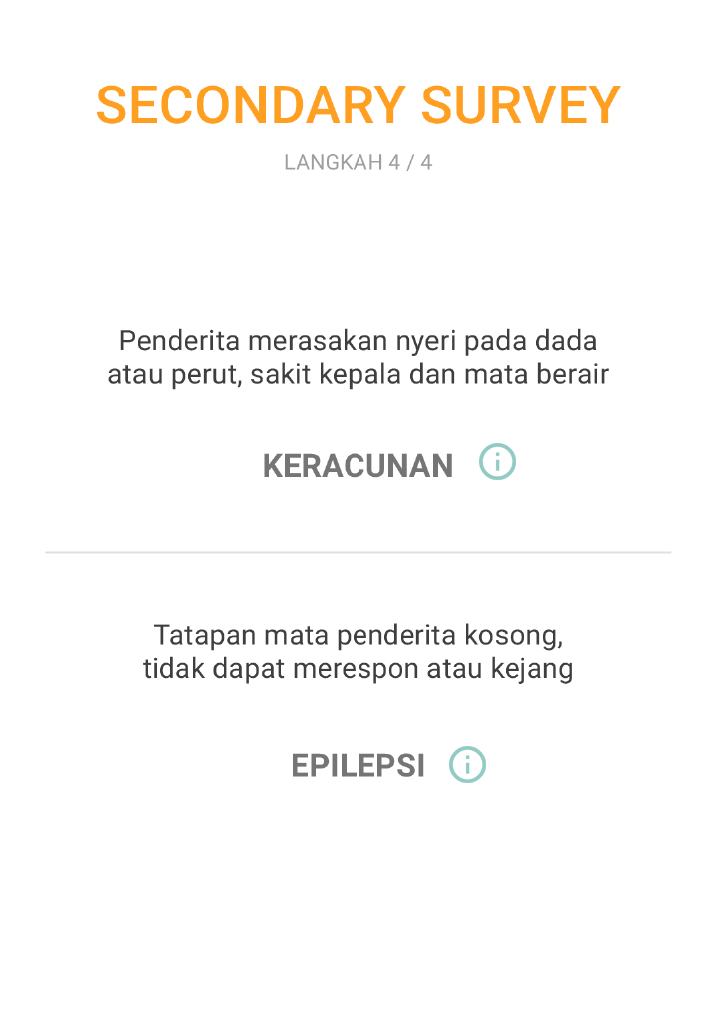 SECONDARY SURVEY
LANGKAH 4 / 4
Penderita merasakan nyeri pada dada
atau perut, sakit kepala dan mata berair
KERACUNAN
Tatapan mata penderita kosong,
tidak dapat merespon atau kejang
EPILEPSI